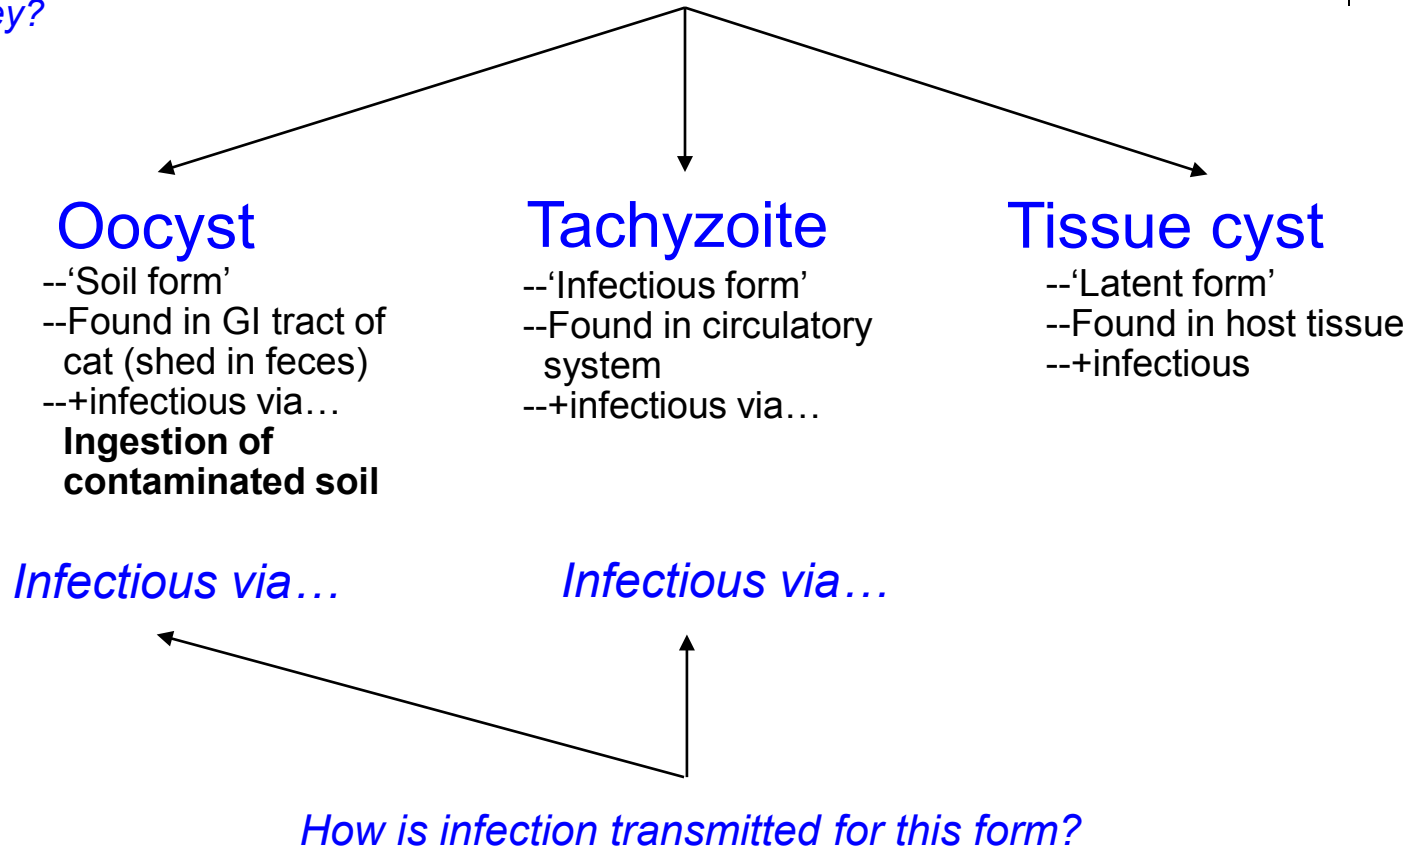 ey?
Oocyst
--‘Soil form’
--Found in GI tract of
cat (shed in feces)
--+infectious via…
Ingestion of
contaminated soil
Tachyzoite
--‘Infectious form’
--Found in circulatory
system
--+infectious via…
Tissue cyst
--‘Latent form’
--Found in host tissue
--+infectious
Infectious via…
Infectious via…
How is infection transmitted for this form?